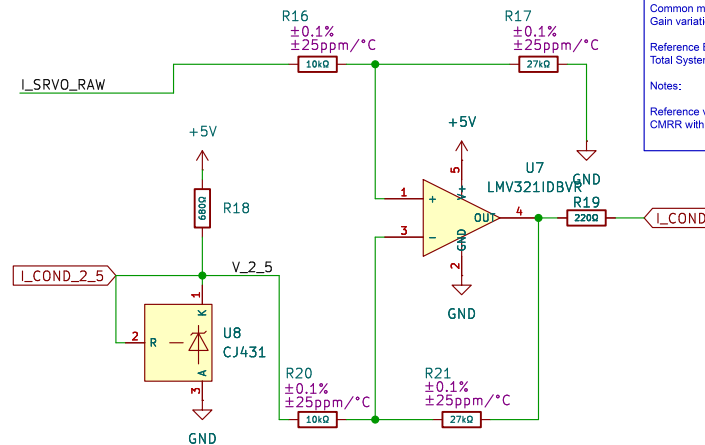 Common m
Gain variati
Reference E
Total Syster
Notes:
Reference v
CMRR with
R16
±0.1%
±25ppm/°C
10kΩ
R17
±0.1%
±25ppm/°C
27kΩ
I_SRVO_RAW
+5V
R18
680Ω
+5V
GND
U7
LMV321IDBVR
5
V+
1
+
3
−
OUT
4
GND
2
GND
R19
220Ω
I_COND
I_COND_2_5
V_2_5
1
K
2
R
A
3
U8
CJ431
GND
R20
±0.1%
±25ppm/°C
10kΩ
R21
±0.1%
±25ppm/°C
27kΩ